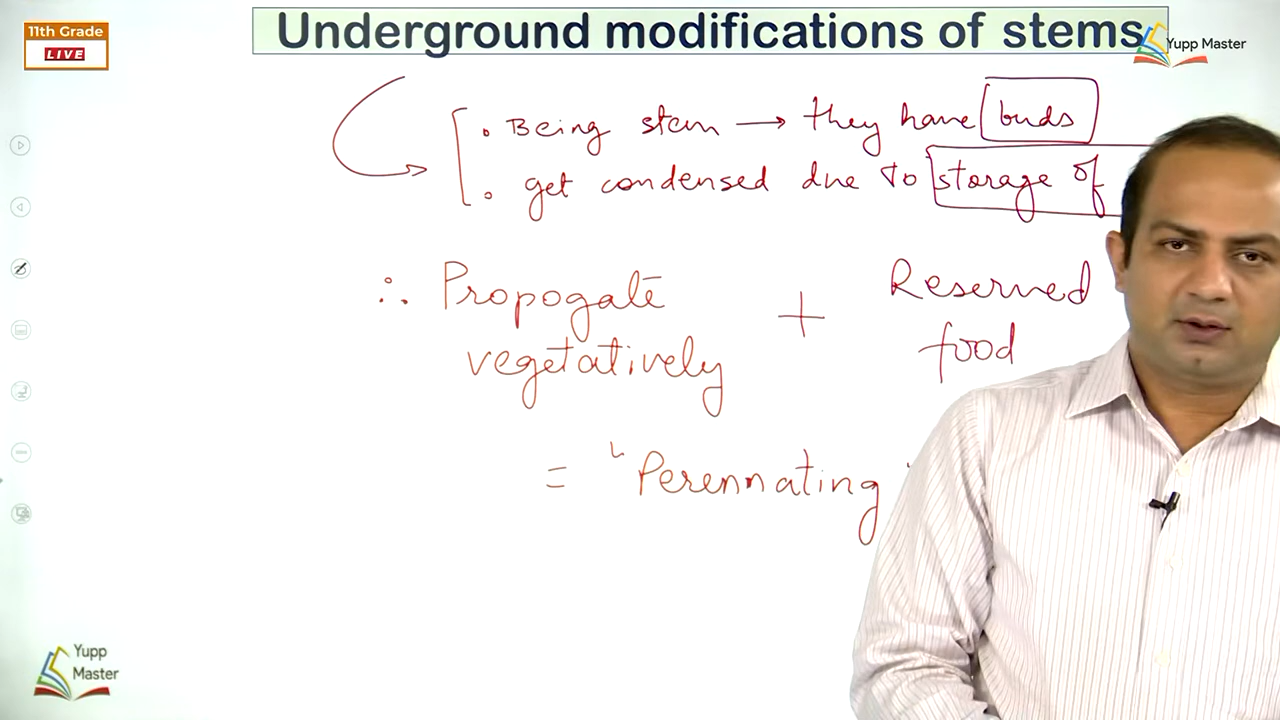 11th Grade
LIVE
Underground modifications of stems
Yupp Master
. Being stem → they have buds
. get condensed due to storage of
∴ Propogate + Reserved
vegetatively food
= "Perennating
Yupp
Master